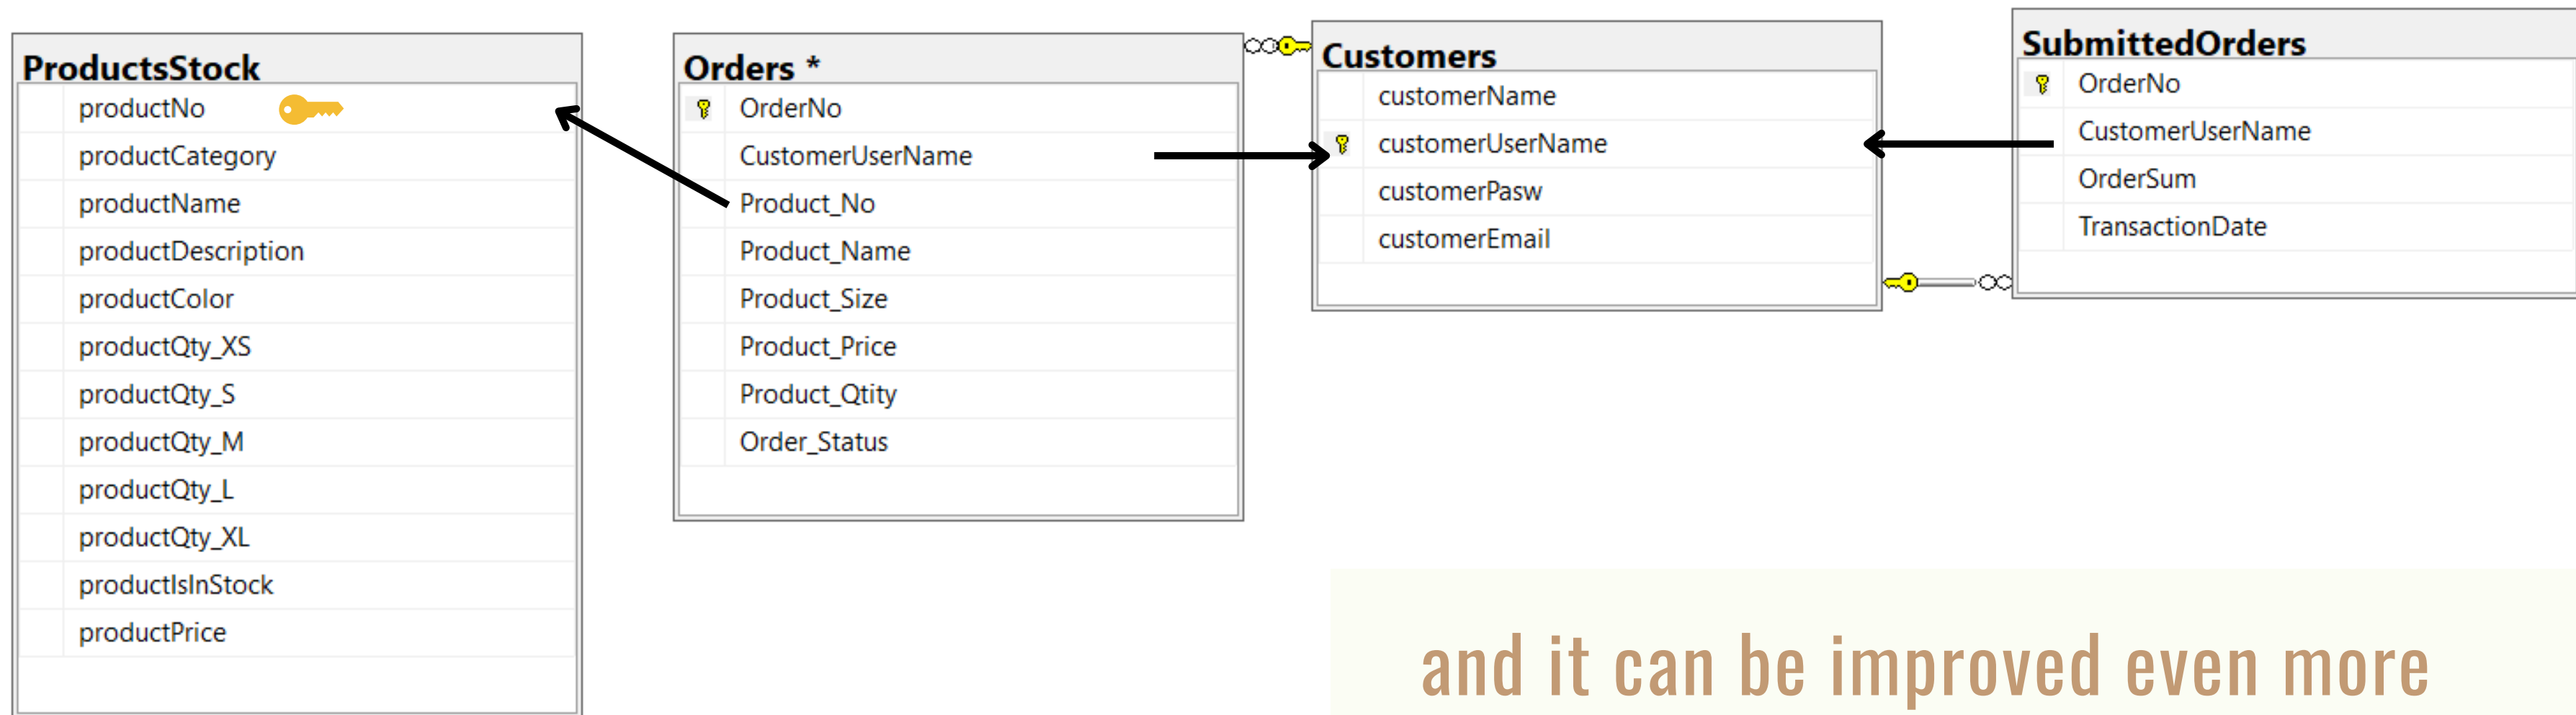 ProductsStock
productNo
productCategory
productName
productDescription
productColor
productQty_XS
productQty_S
productQty_M
productQty_L
productQty_XL
productIsInStock
productPrice
Orders *
OrderNo
CustomerUserName
Product_No
Product_Name
Product_Size
Product_Price
Product_Qtity
Order_Status
Customers
customerName
customerUserName
customerPasw
customerEmail
SubmittedOrders
OrderNo
CustomerUserName
OrderSum
TransactionDate
and it can be improved even more